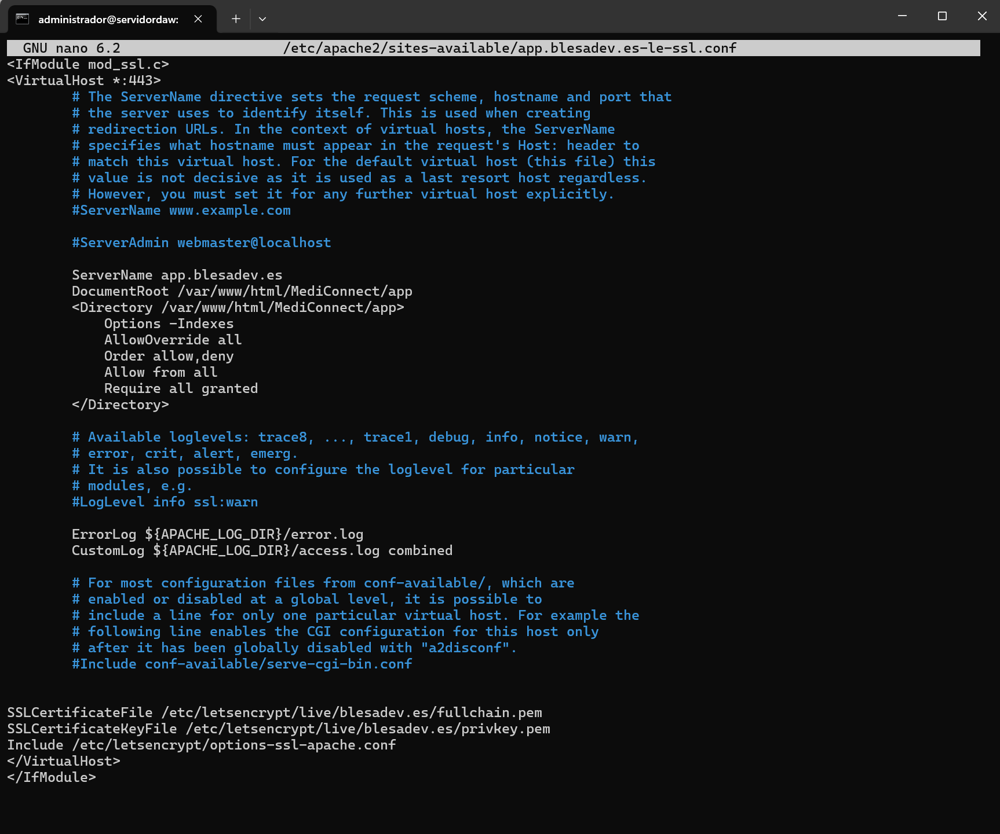 administrador@servidordaw:
GNU nano 6.2 /etc/apache2/sites-available/app.blesadev.es-le-ssl.conf
<IfModule mod_ssl.c>
<VirtualHost *:443>
        # The ServerName directive sets the request scheme, hostname and port that
        # the server uses to identify itself. This is used when creating
        # redirection URLs. In the context of virtual hosts, the ServerName
        # specifies what hostname must appear in the request's Host: header to
        # match this virtual host. For the default virtual host (this file) this
        # value is not decisive as it is used as a last resort host regardless.
        # However, you must set it for any further virtual host explicitly.
        #ServerName www.example.com

        #ServerAdmin webmaster@localhost

        ServerName app.blesadev.es
        DocumentRoot /var/www/html/MediConnect/app
        <Directory /var/www/html/MediConnect/app>
            Options -Indexes
            AllowOverride all
            Order allow,deny
            Allow from all
            Require all granted
        </Directory>

        # Available loglevels: trace8, ..., trace1, debug, info, notice, warn,
        # error, crit, alert, emerg.
        # It is also possible to configure the loglevel for particular
        # modules, e.g.
        #LogLevel info ssl:warn

        ErrorLog ${APACHE_LOG_DIR}/error.log
        CustomLog ${APACHE_LOG_DIR}/access.log combined

        # For most configuration files from conf-available/, which are
        # enabled or disabled at a global level, it is possible to
        # include a line for only one particular virtual host. For example the
        # following line enables the CGI configuration for this host only
        # after it has been globally disabled with "a2disconf".
        #Include conf-available/serve-cgi-bin.conf


SSLCertificateFile /etc/letsencrypt/live/blesadev.es/fullchain.pem
SSLCertificateKeyFile /etc/letsencrypt/live/blesadev.es/privkey.pem
Include /etc/letsencrypt/options-ssl-apache.conf
</VirtualHost>
</IfModule>